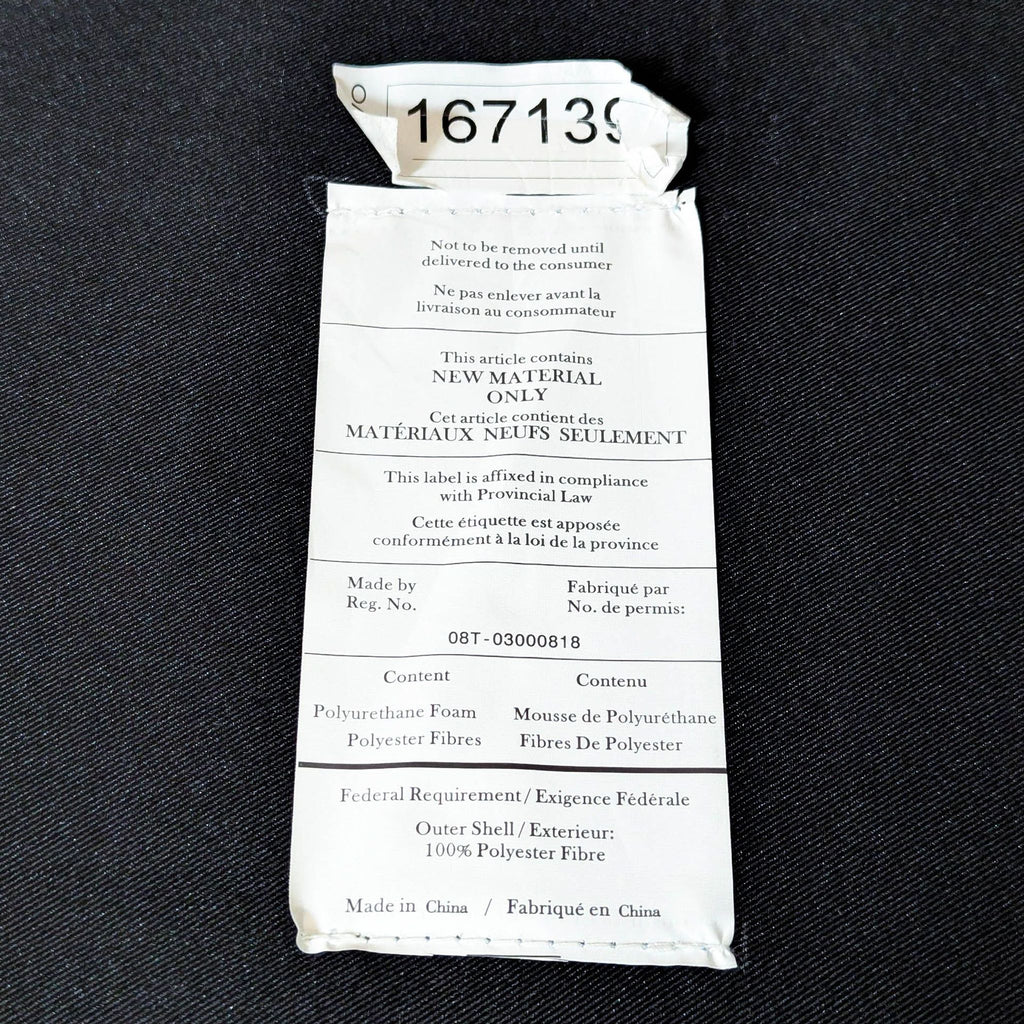 O
167139
Not to be removed until
delivered to the consumer
Ne pas enlever avant la
livraison au consommateur
This article contains
NEW MATERIAL
ONLY
Cet article contient des
MATÉRIAUX NEUFS SEULEMENT
This label is affixed in compliance
with Provincial Law
Cette étiquette est apposée
conformément à la loi de la province
Made by Fabriqué par
Reg. No. No. de permis:
08T-03000818
Content Contenu
Polyurethane Foam Mousse de Polyuréthane
Polyester Fibres Fibres De Polyester
Federal Requirement / Exigence Fédérale
Outer Shell / Exterieur:
100% Polyester Fibre
Made in China / Fabriqué en China